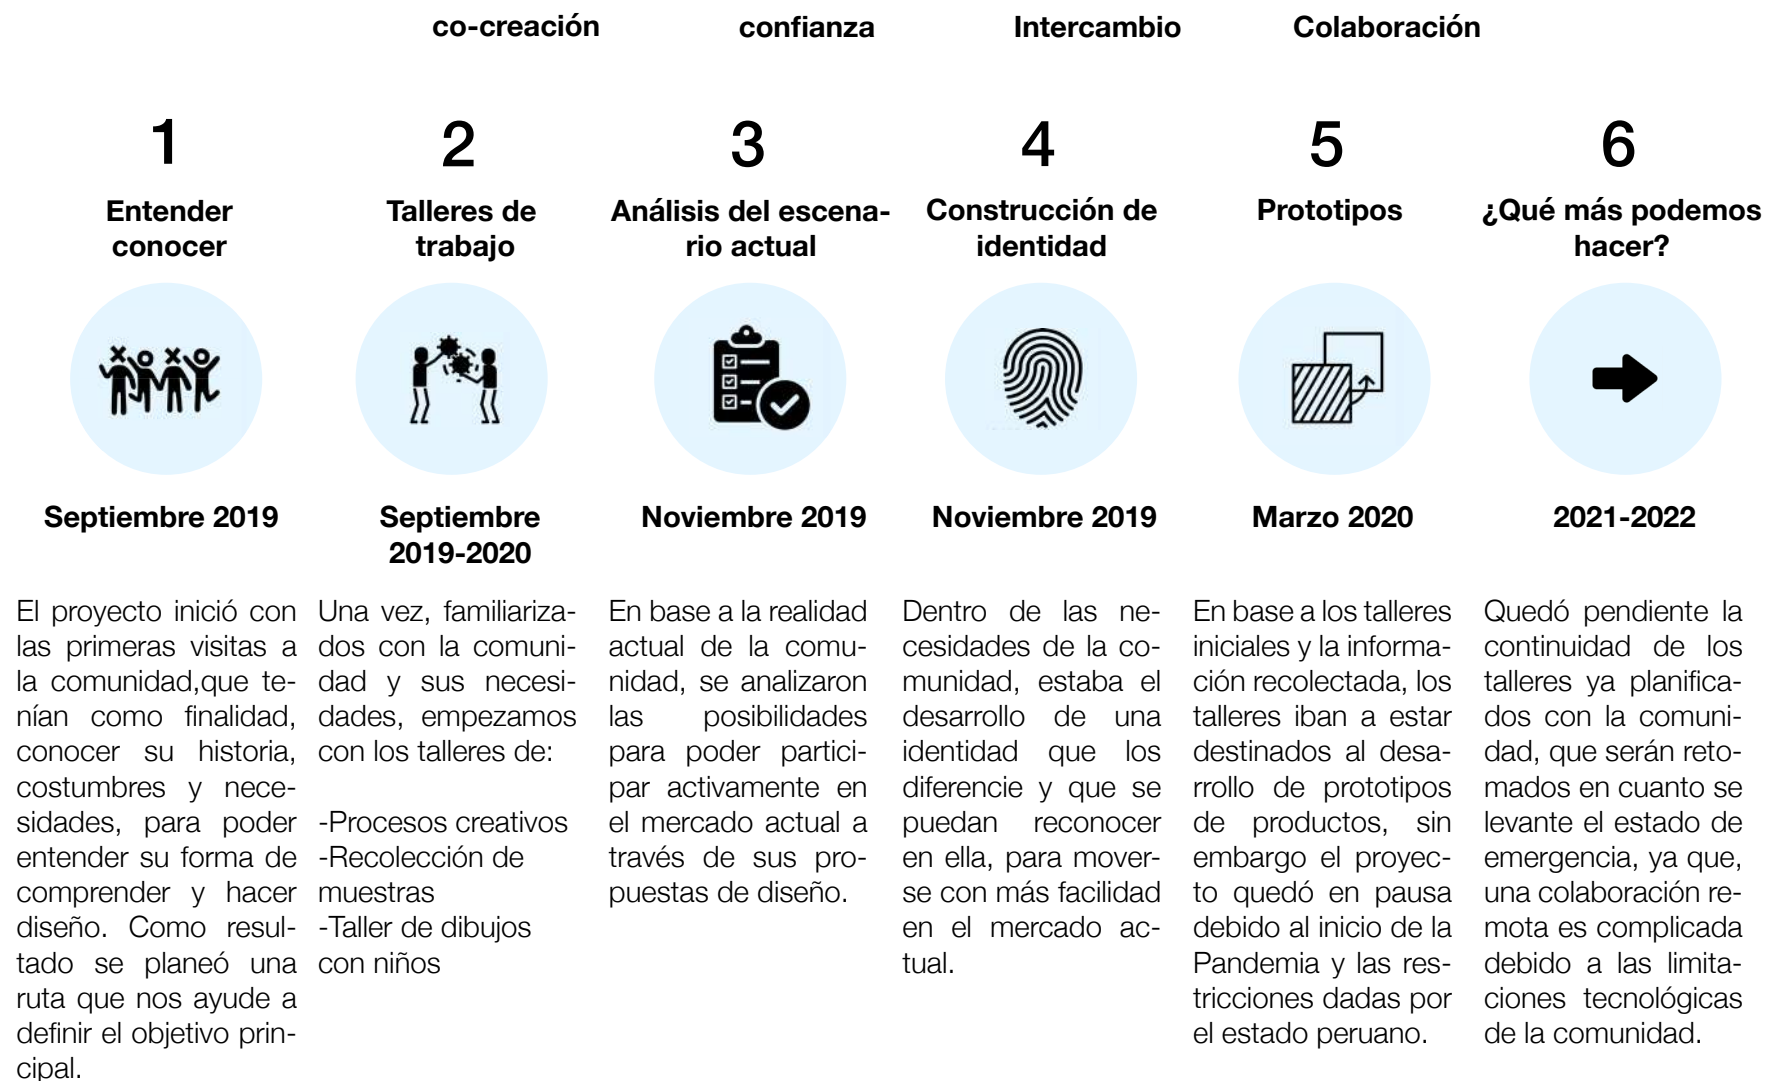 co-creación
confianza
Intercambio
Colaboración
1
Entender
conocer
Septiembre 2019
El proyecto inició con
las primeras visitas a
la comunidad,que te-
nían como finalidad,
conocer su historia,
costumbres y nece-
sidades, para poder
entender su forma de
comprender y hacer
diseño. Como resul-
tado se planeó una
ruta que nos ayude a
definir el objetivo prin-
cipal.
2
Talleres de
trabajo
Septiembre
2019-2020
Una vez, familiariza-
dos con la comuni-
dad y sus necesi-
dades, empezamos
con los talleres de:
-Procesos creativos
-Recolección de
muestras
-Taller de dibujos
con niños
3
Análisis del escena-
rio actual
Noviembre 2019
En base a la realidad
actual de la comu-
nidad, se analizaron
las posibilidades
para poder partici-
par activamente en
el mercado actual a
través de sus pro-
puestas de diseño.
4
Construcción de
identidad
Noviembre 2019
Dentro de las ne-
cesidades de la co-
munidad, estaba el
desarrollo de una
identidad que los
diferencie y que se
puedan reconocer
en ella, para mover-
se con más facilidad
en el mercado ac-
tual.
5
Prototipos
Marzo 2020
En base a los talleres
iniciales y la informa-
ción recolectada, los
talleres iban a estar
destinados al desa-
rrollo de prototipos
de productos, sin
embargo el proyec-
to quedó en pausa
debido al inicio de la
Pandemia y las res-
tricciones dadas por
el estado peruano.
6
¿Qué más podemos
hacer?
2021-2022
Quedó pendiente la
continuidad de los
talleres ya planifica-
dos con la comuni-
dad, que serán reto-
mados en cuanto se
levante el estado de
emergencia, ya que,
una colaboración re-
mota es complicada
debido a las limita-
ciones tecnológicas
de la comunidad.